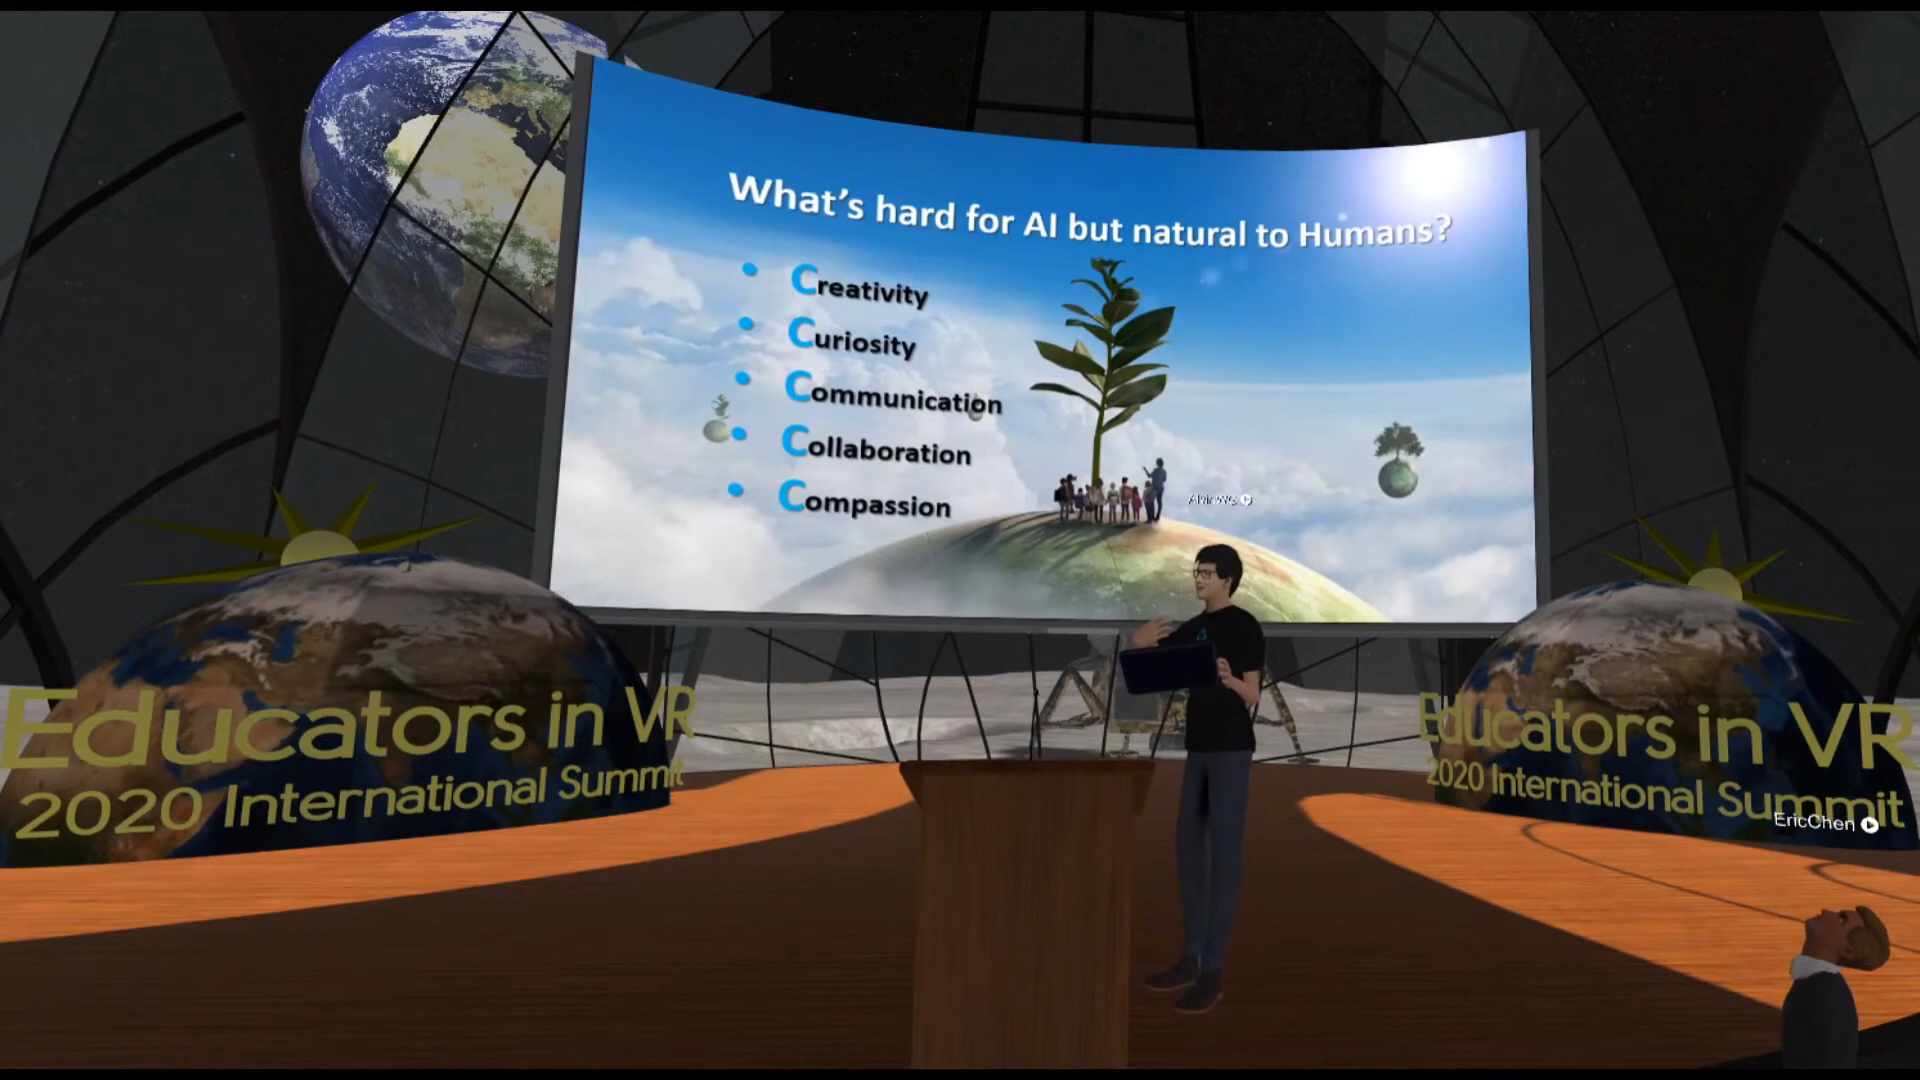 What's hard for AI but natural to Humans?
• Creativity
• Curiosity
• Communication
• Collaboration
• Compassion
Educators in VR
2020 International Summit
Educators in VR
2020 International Summit
EricChen